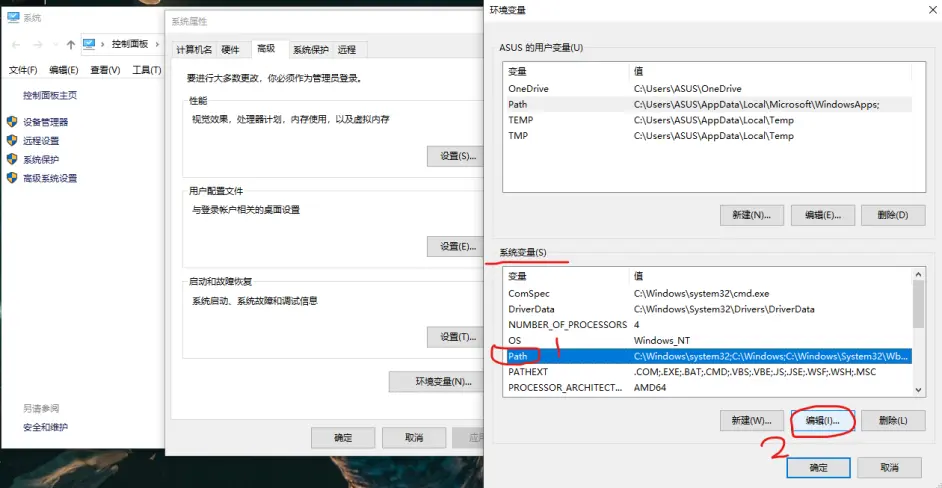 系统
控制面板
文件(F) 编辑(E) 查看(V) 工具(T)
控制面板主页
设备管理器
远程设置
系统保护
高级系统设置
另请参阅
安全和维护
系统属性
计算机名 硬件 高级 系统保护 远程
要进行大多数更改，你必须作为管理员登录。
性能
视觉效果，处理器计划，内存使用，以及虚拟内存
设置(S)...
用户配置文件
与登录帐户相关的桌面设置
设置(E)...
启动和故障恢复
系统启动、系统故障和调试信息
设置(T)...
环境变量(N)...
确定 取消 应用
环境变量
ASUS 的用户变量(U)
变量 值
OneDrive C:\Users\ASUS\OneDrive
Path C:\Users\ASUS\AppData\Local\Microsoft\WindowsApps;
TEMP C:\Users\ASUS\AppData\Local\Temp
TMP C:\Users\ASUS\AppData\Local\Temp
新建(N)... 编辑(E)... 删除(D)
系统变量(S)
变量 值
ComSpec C:\Windows\system32\cmd.exe
DriverData C:\Windows\System32\Drivers\DriverData
NUMBER_OF_PROCESSORS 4
OS Windows_NT
Path 1 C:\Windows\system32;C:\Windows;C:\Windows\System32\Wb...
PATHEXT .COM;.EXE;.BAT;.CMD;.VBS;.VBE;.JS;.JSE;.WSF;.WSH;.MSC
PROCESSOR_ARCHITECT... AMD64
新建(W)... 编辑(I)... 删除(L)
2
确定 取消